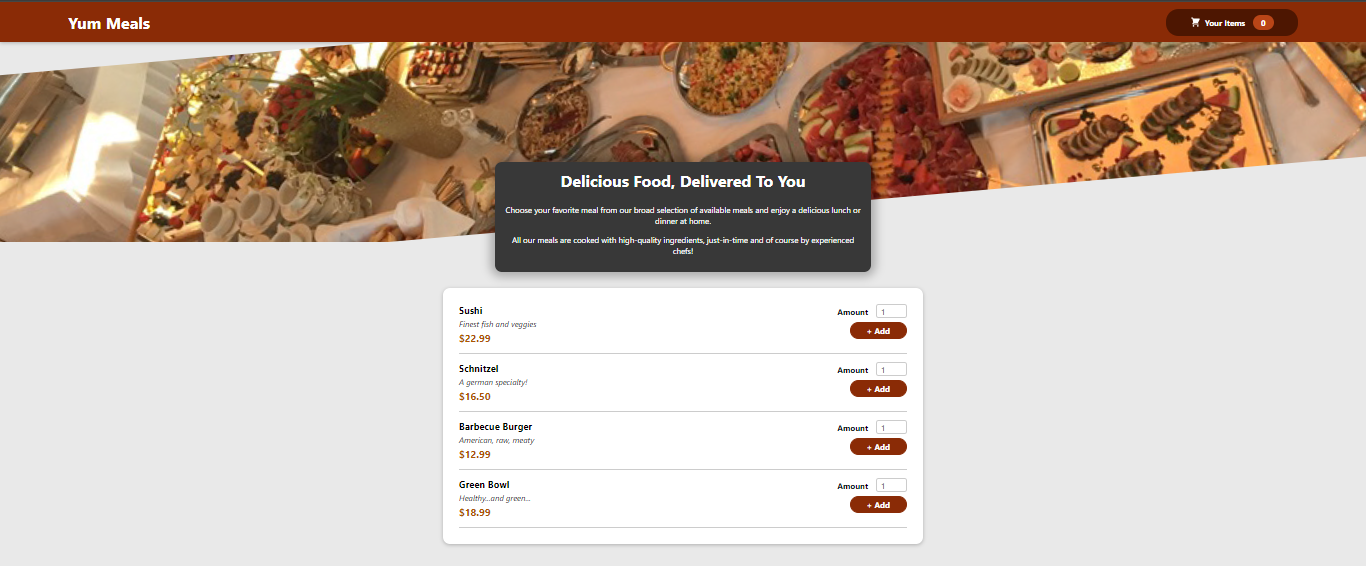 Yum Meals
Your Items 0
Delicious Food, Delivered To You
Choose your favorite meal from our broad selection of available meals and enjoy a delicious lunch or
dinner at home.
All our meals are cooked with high-quality ingredients, just-in-time and of course by experienced
chefs!
Sushi
Finest fish and veggies
$22.99
Amount 1
+ Add
Schnitzel
A german specialty!
$16.50
Amount 1
+ Add
Barbecue Burger
American, raw, meaty
$12.99
Amount 1
+ Add
Green Bowl
Healthy...and green...
$18.99
Amount 1
+ Add